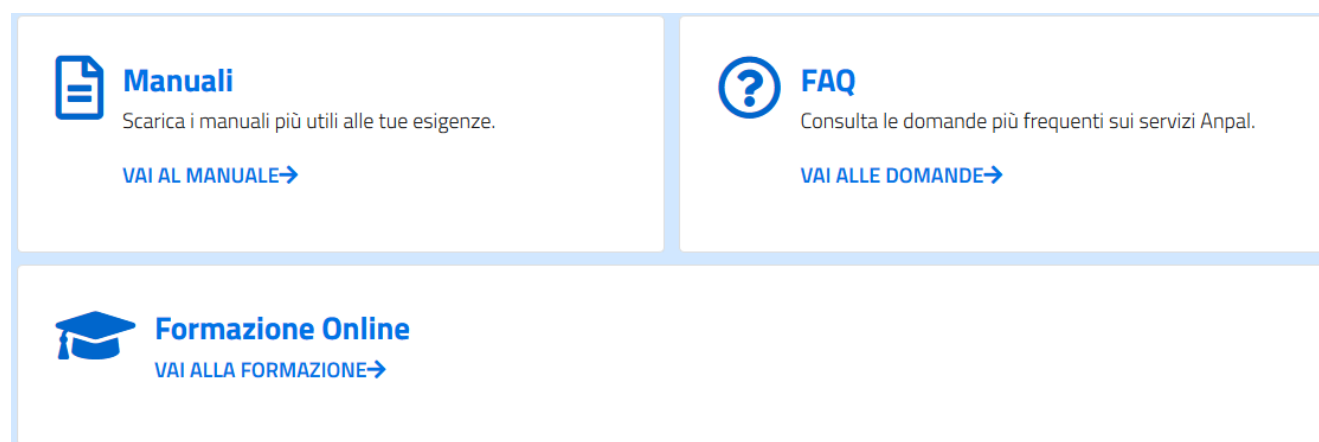 Manuali
Scarica i manuali più utili alle tue esigenze.
VAI AL MANUALE→
FAQ
Consulta le domande più frequenti sui servizi Anpal.
VAI ALLE DOMANDE→
Formazione Online
VAI ALLA FORMAZIONE→